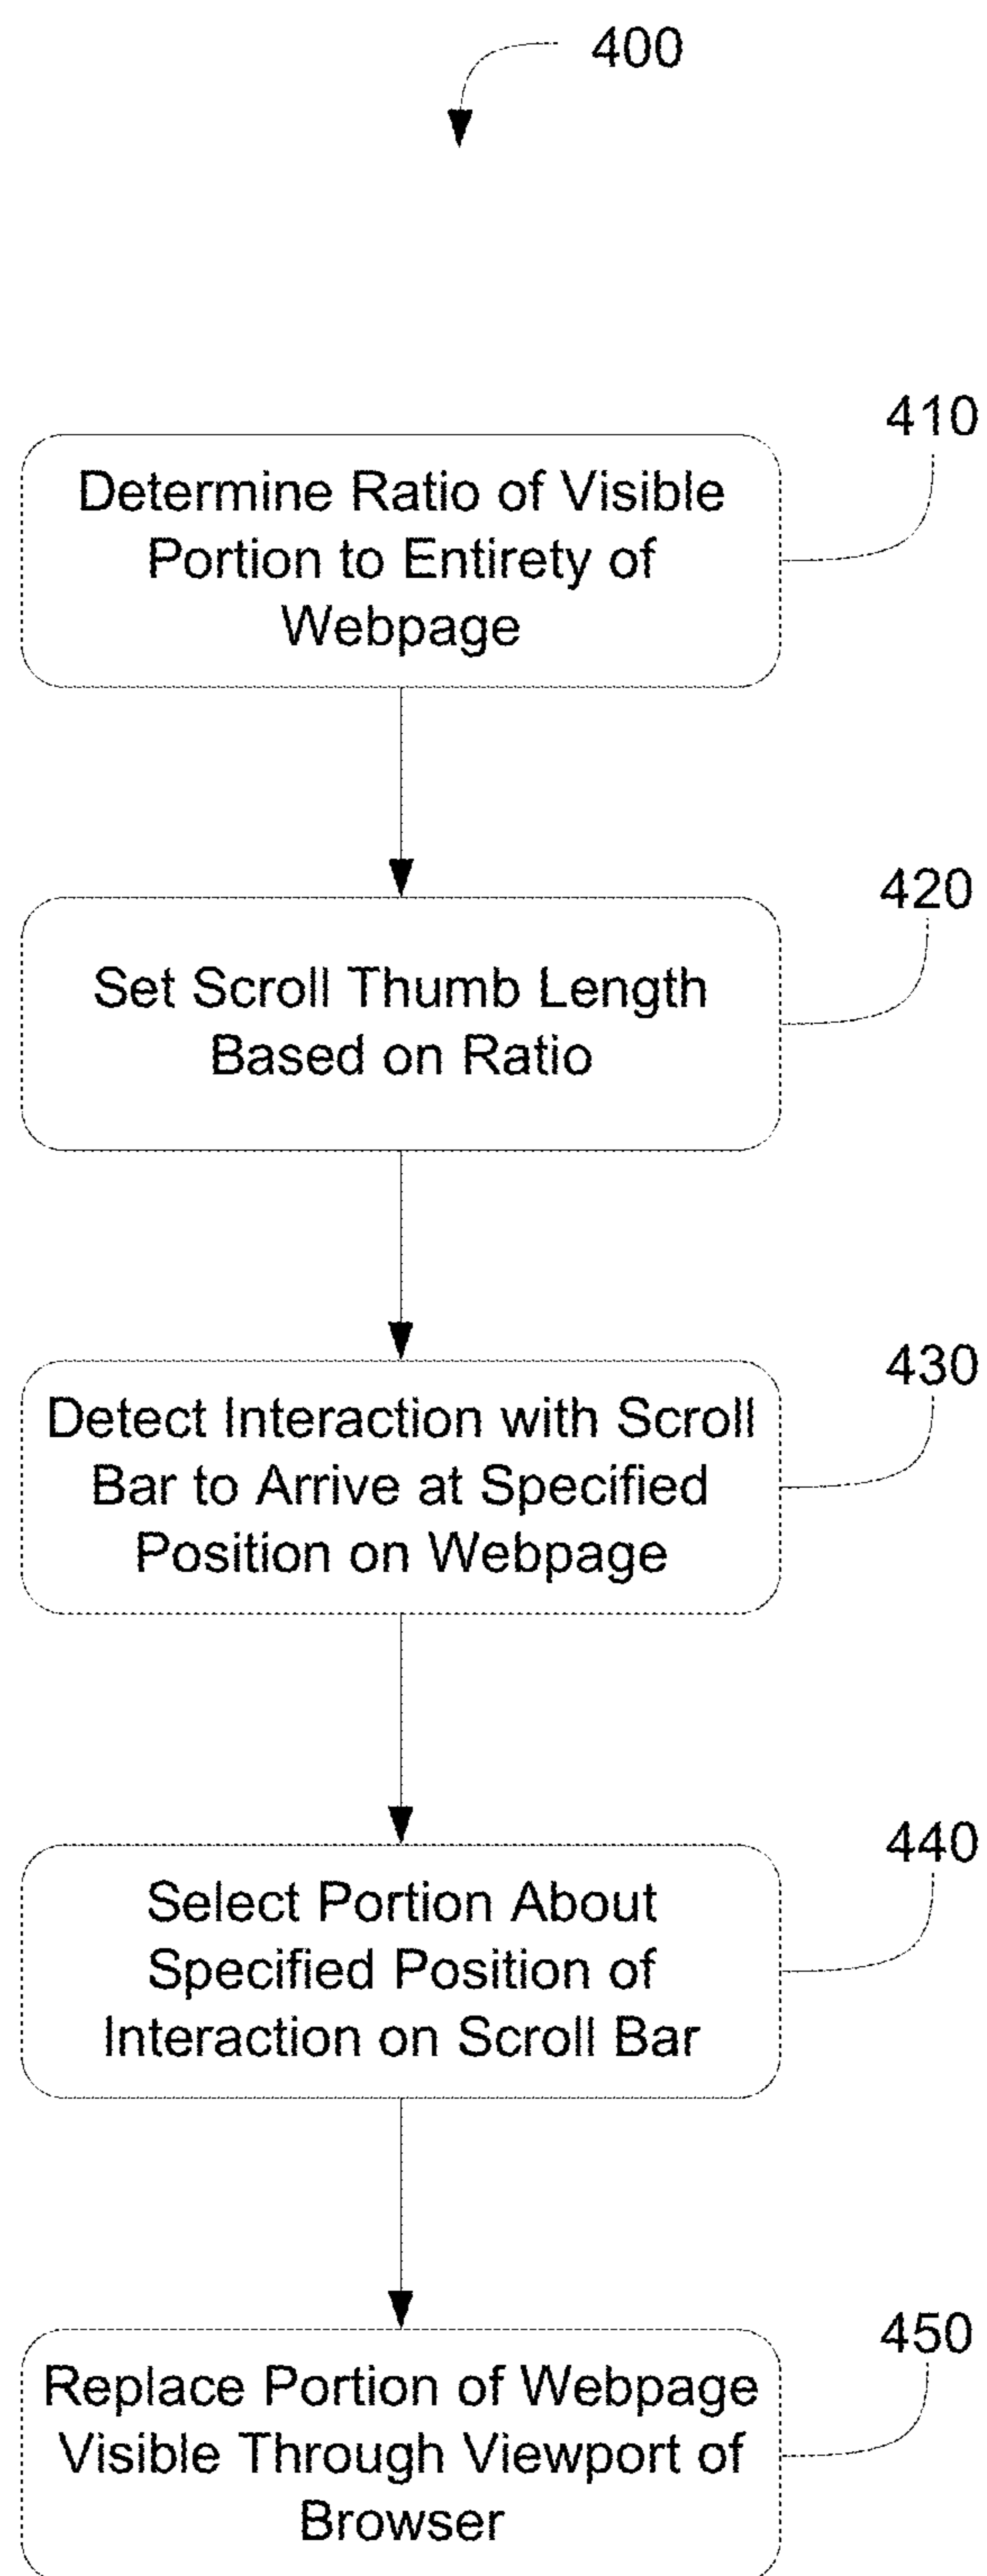 400
410
Determine Ratio of Visible
Portion to Entirety of
Webpage
420
Set Scroll Thumb Length
Based on Ratio
430
Detect Interaction with Scroll
Bar to Arrive at Specified
Position on Webpage
440
Select Portion About
Specified Position of
Interaction on Scroll Bar
450
Replace Portion of Webpage
Visible Through Viewport of
Browser